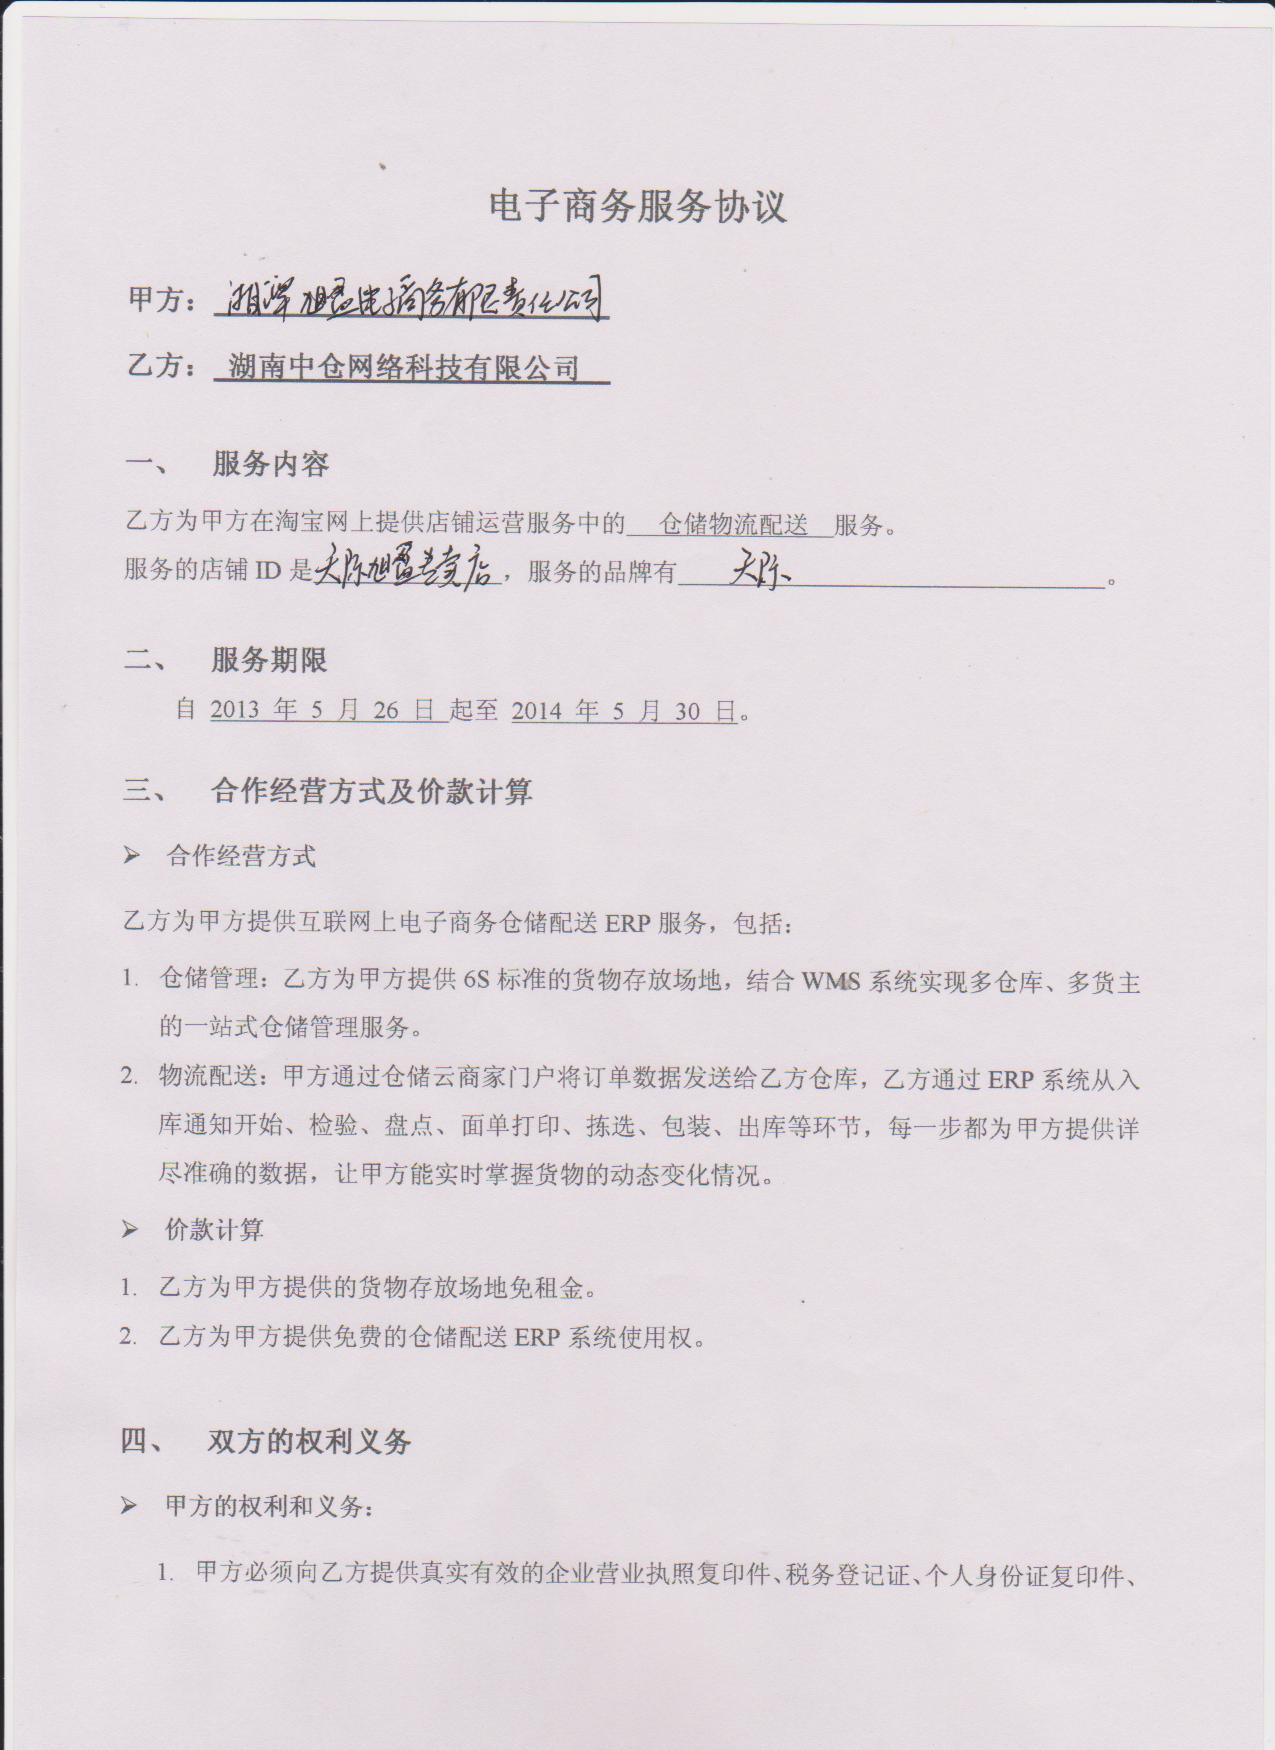 电子商务服务协议
甲方：湘潭旭盈电子商务有限责任公司
乙方：湖南中仓网络科技有限公司
一、 服务内容
乙方为甲方在淘宝网上提供店铺运营服务中的 仓储物流配送 服务。
服务的店铺 ID 是天际旭盈专卖店，服务的品牌有 天际 。
二、 服务期限
自 2013 年 5 月 26 日 起至 2014 年 5 月 30 日。
三、 合作经营方式及价款计算
➢ 合作经营方式
乙方为甲方提供互联网上电子商务仓储配送 ERP 服务，包括：
1. 仓储管理：乙方为甲方提供 6S 标准的货物存放场地，结合 WMS 系统实现多仓库、多货主
的一站式仓储管理服务。
2. 物流配送：甲方通过仓储云商家门户将订单数据发送给乙方仓库，乙方通过 ERP 系统从入
库通知开始、检验、盘点、面单打印、拣选、包装、出库等环节，每一步都为甲方提供详
尽准确的数据，让甲方能实时掌握货物的动态变化情况。
➢ 价款计算
1. 乙方为甲方提供的货物存放场地免租金。
2. 乙方为甲方提供免费的仓储配送 ERP 系统使用权。
四、 双方的权利义务
➢ 甲方的权利和义务：
1. 甲方必须向乙方提供真实有效的企业营业执照复印件、税务登记证、个人身份证复印件、